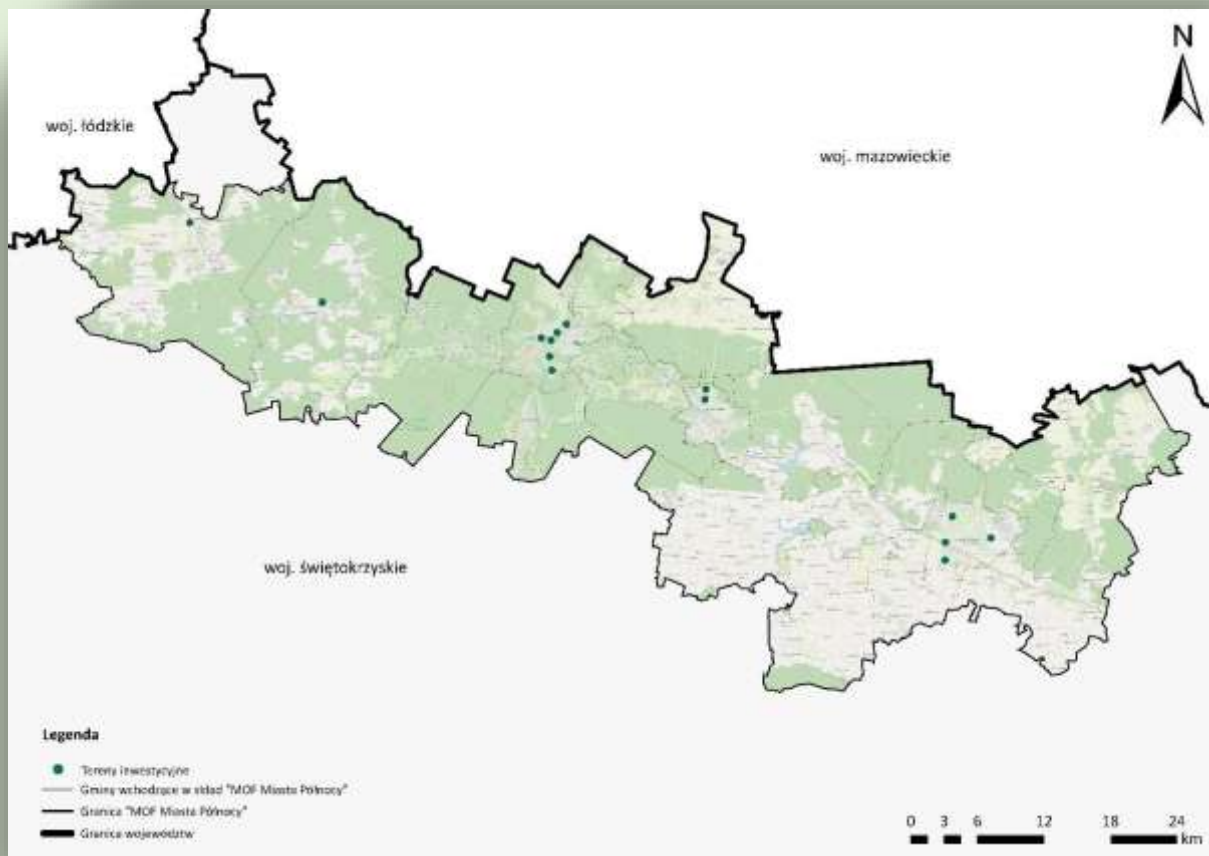 N
woj. łódzkie
woj. mazowieckie
woj. świętokrzyskie
Legenda
Tereny inwestycyjne
Gminy wchodzące w skład "MOF Miasta Północy"
Granica "MOF Miasta Północy"
Granica województw
0 3 6 12 18 24
km